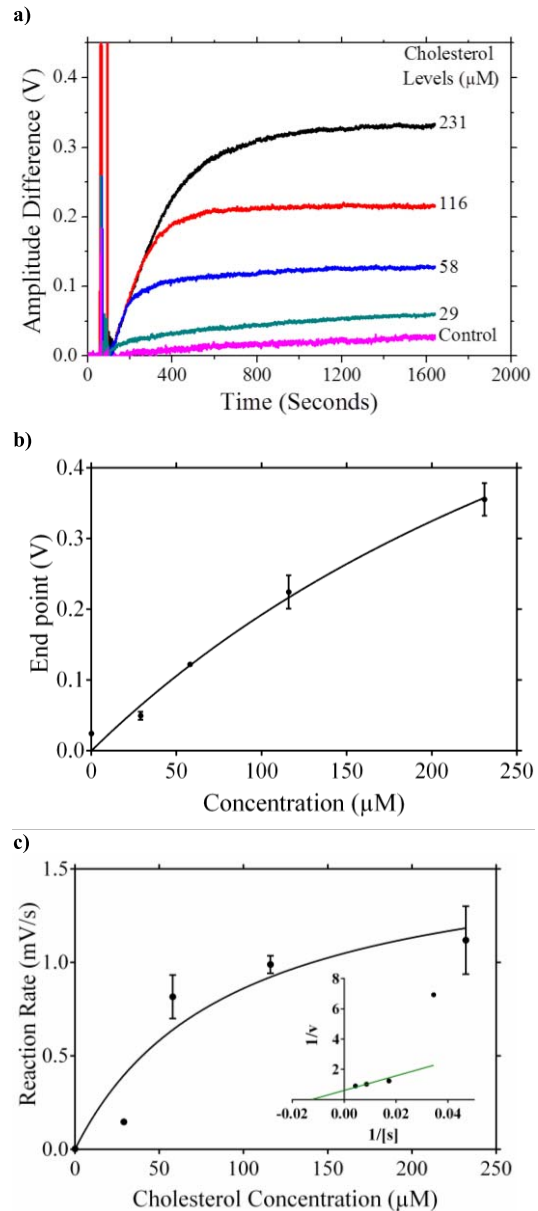 a)
Cholesterol
Levels (µM)
Amplitude Difference (V)
0.4
0.3
0.2
0.1
0.0
231
116
58
29
Control
0 400 800 1200 1600 2000
Time (Seconds)
b)
End point (V)
0.4
0.3
0.2
0.1
0.0
0 50 100 150 200 250
Concentration (µM)
c)
Reaction Rate (mV/s)
1.5
1.0
0.5
0.0
1/v
8
6
4
2
-0.02 0.00 0.02 0.04
1/[s]
0 50 100 150 200 250
Cholesterol Concentration (µM)